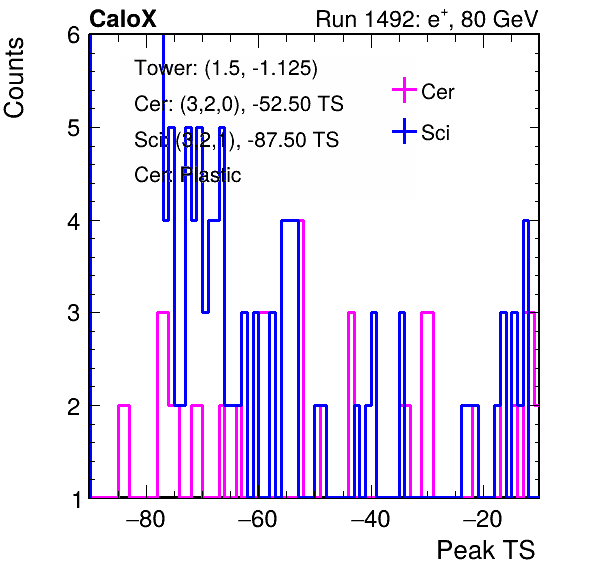 CaloX Run 1492: e+, 80 GeV
Counts
Tower: (1.5, -1.125)
Cer: (3,2,0), -52.50 TS
Sci: (3,2,1), -87.50 TS
Cer: Plastic
Cer
Sci
6
5
4
3
2
1
−80 −60 −40 −20
Peak TS